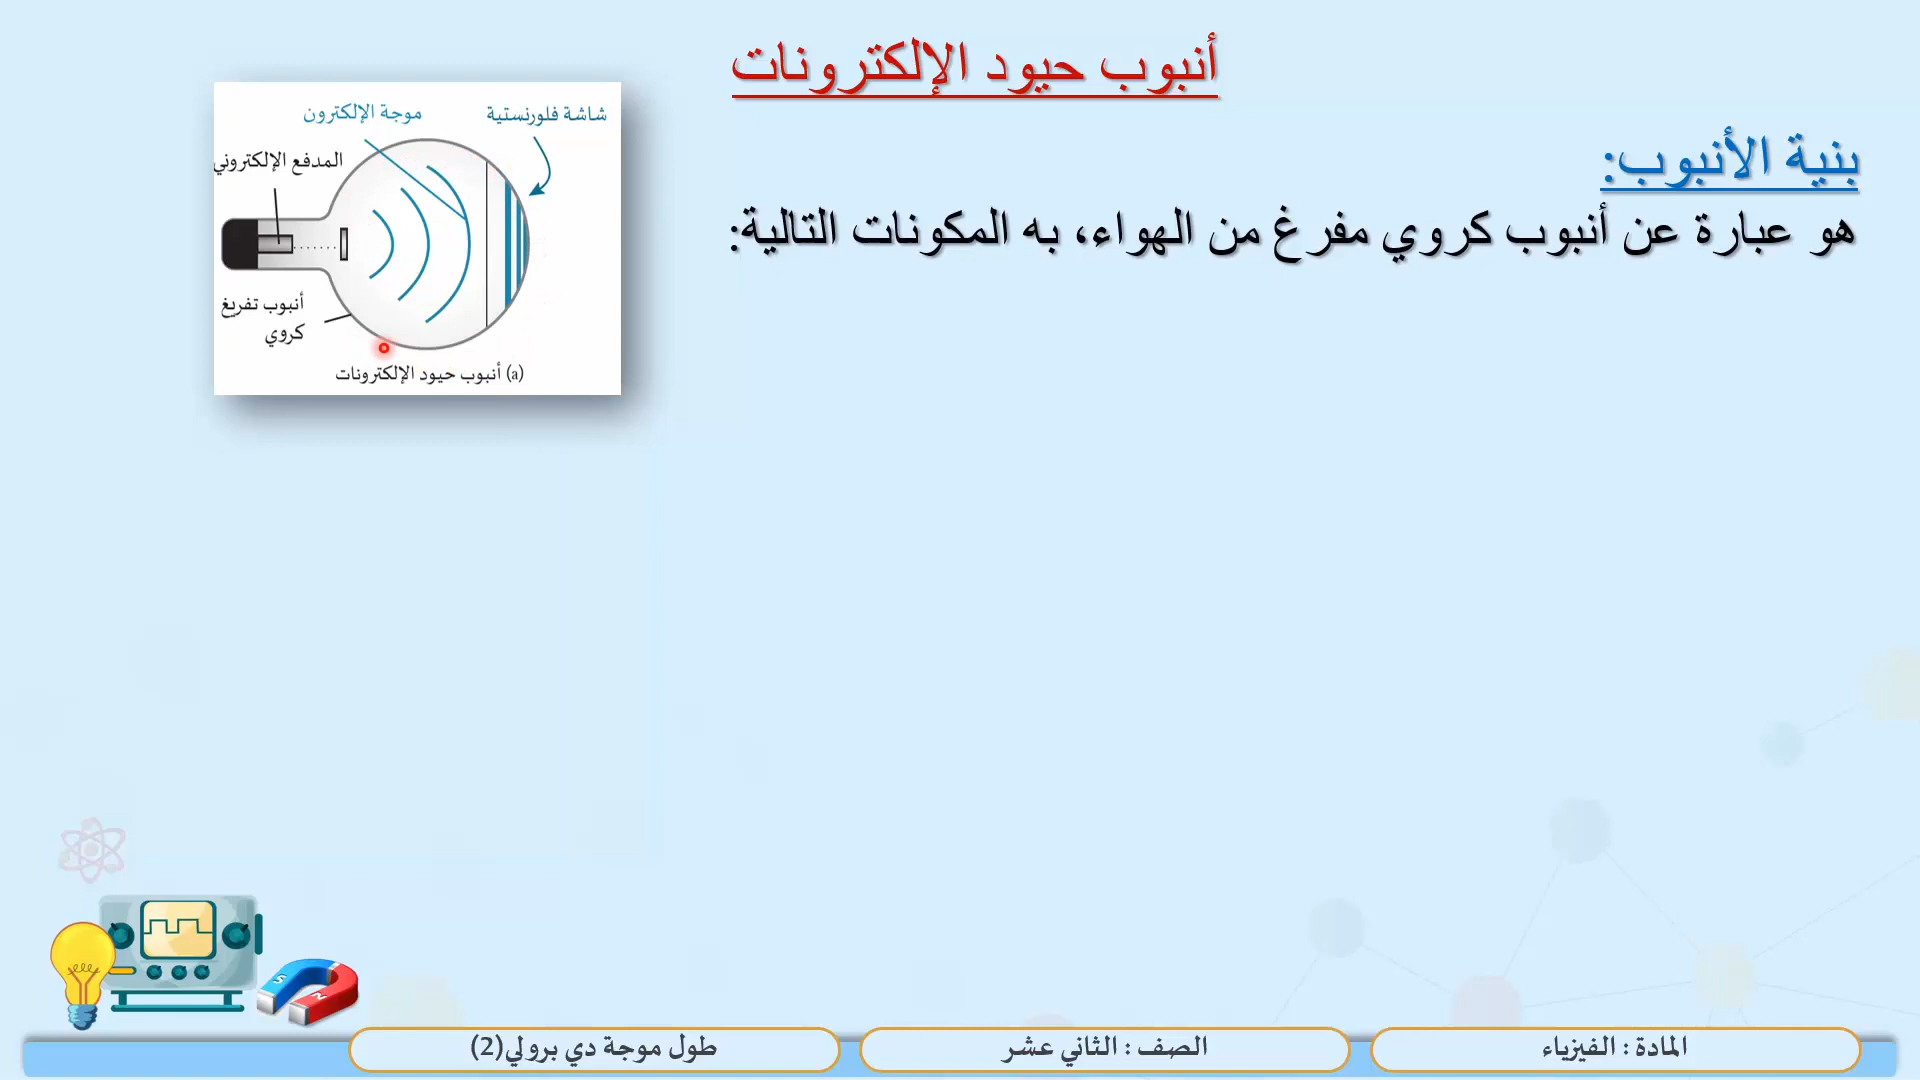 أنبوب حيود الإلكترونات
بنية الأنبوب:
هو عبارة عن أنبوب كروي مفرغ من الهواء، به المكونات التالية:
شاشة فلورنستية
موجة الإلكترون
المدفع الإلكتروني
أنبوب تفريغ
كروي
(a) أنبوب حيود الإلكترونات
S
N
المادة : الفيزياء
الصف : الثاني عشر
طول موجة دي برولي(2)